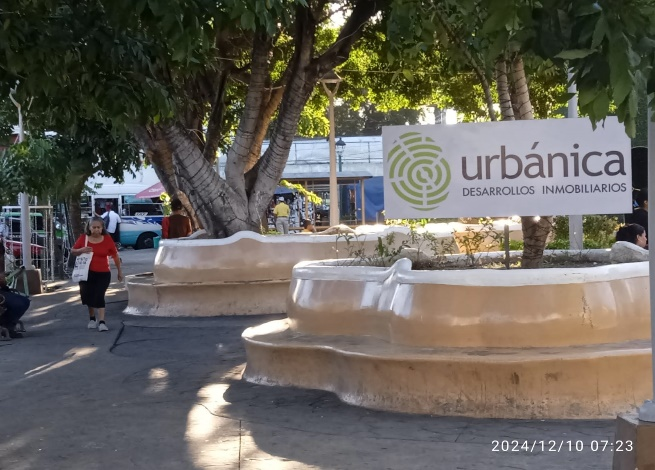 urbánica
DESARROLLOS INMOBILIARIOS
2024/12/10 07:23